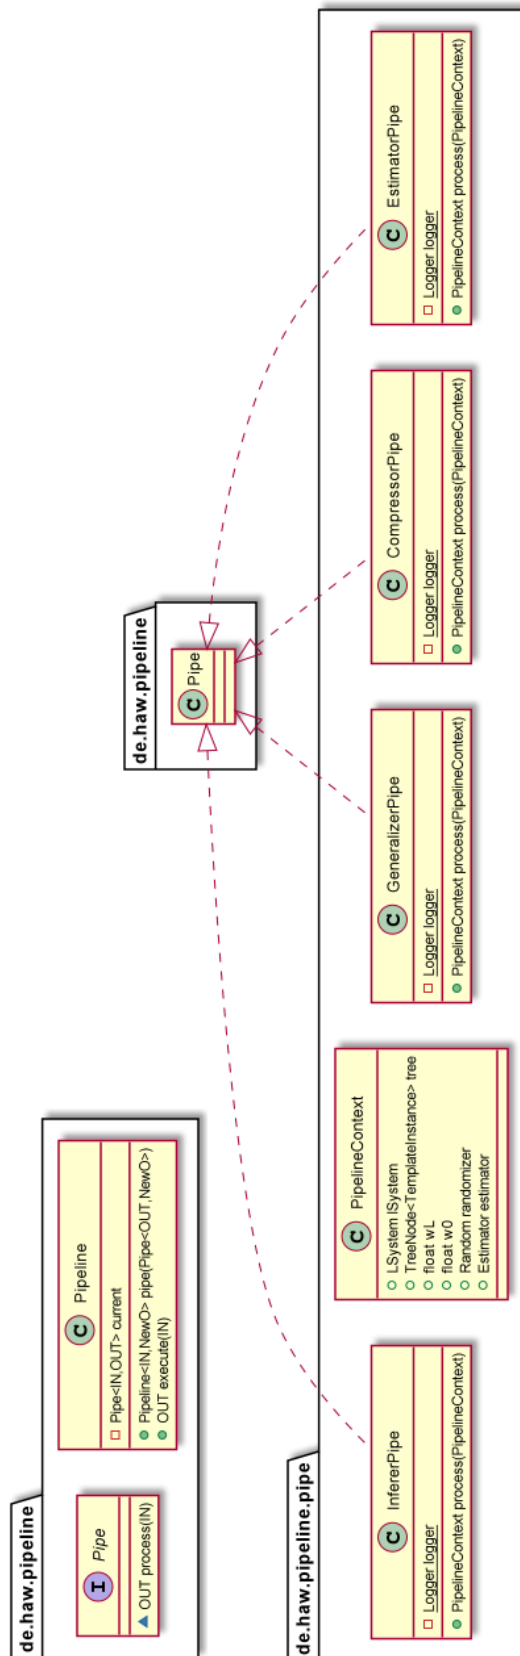 de.haw.pipeline
I Pipe
OUT process(IN)
C Pipeline
Pipe<IN,OUT> current
Pipeline<IN,NewO> pipe(Pipe<OUT,NewO>)
OUT execute(IN)
de.haw.pipeline
C Pipe
de.haw.pipeline.pipe
C InfererPipe
Logger logger
PipelineContext process(PipelineContext)
C PipelineContext
LSystem lSystem
TreeNode<TemplateInstance> tree
float wL
float w0
Random randomizer
Estimator estimator
C GeneralizerPipe
Logger logger
PipelineContext process(PipelineContext)
C CompressorPipe
Logger logger
PipelineContext process(PipelineContext)
C EstimatorPipe
Logger logger
PipelineContext process(PipelineContext)